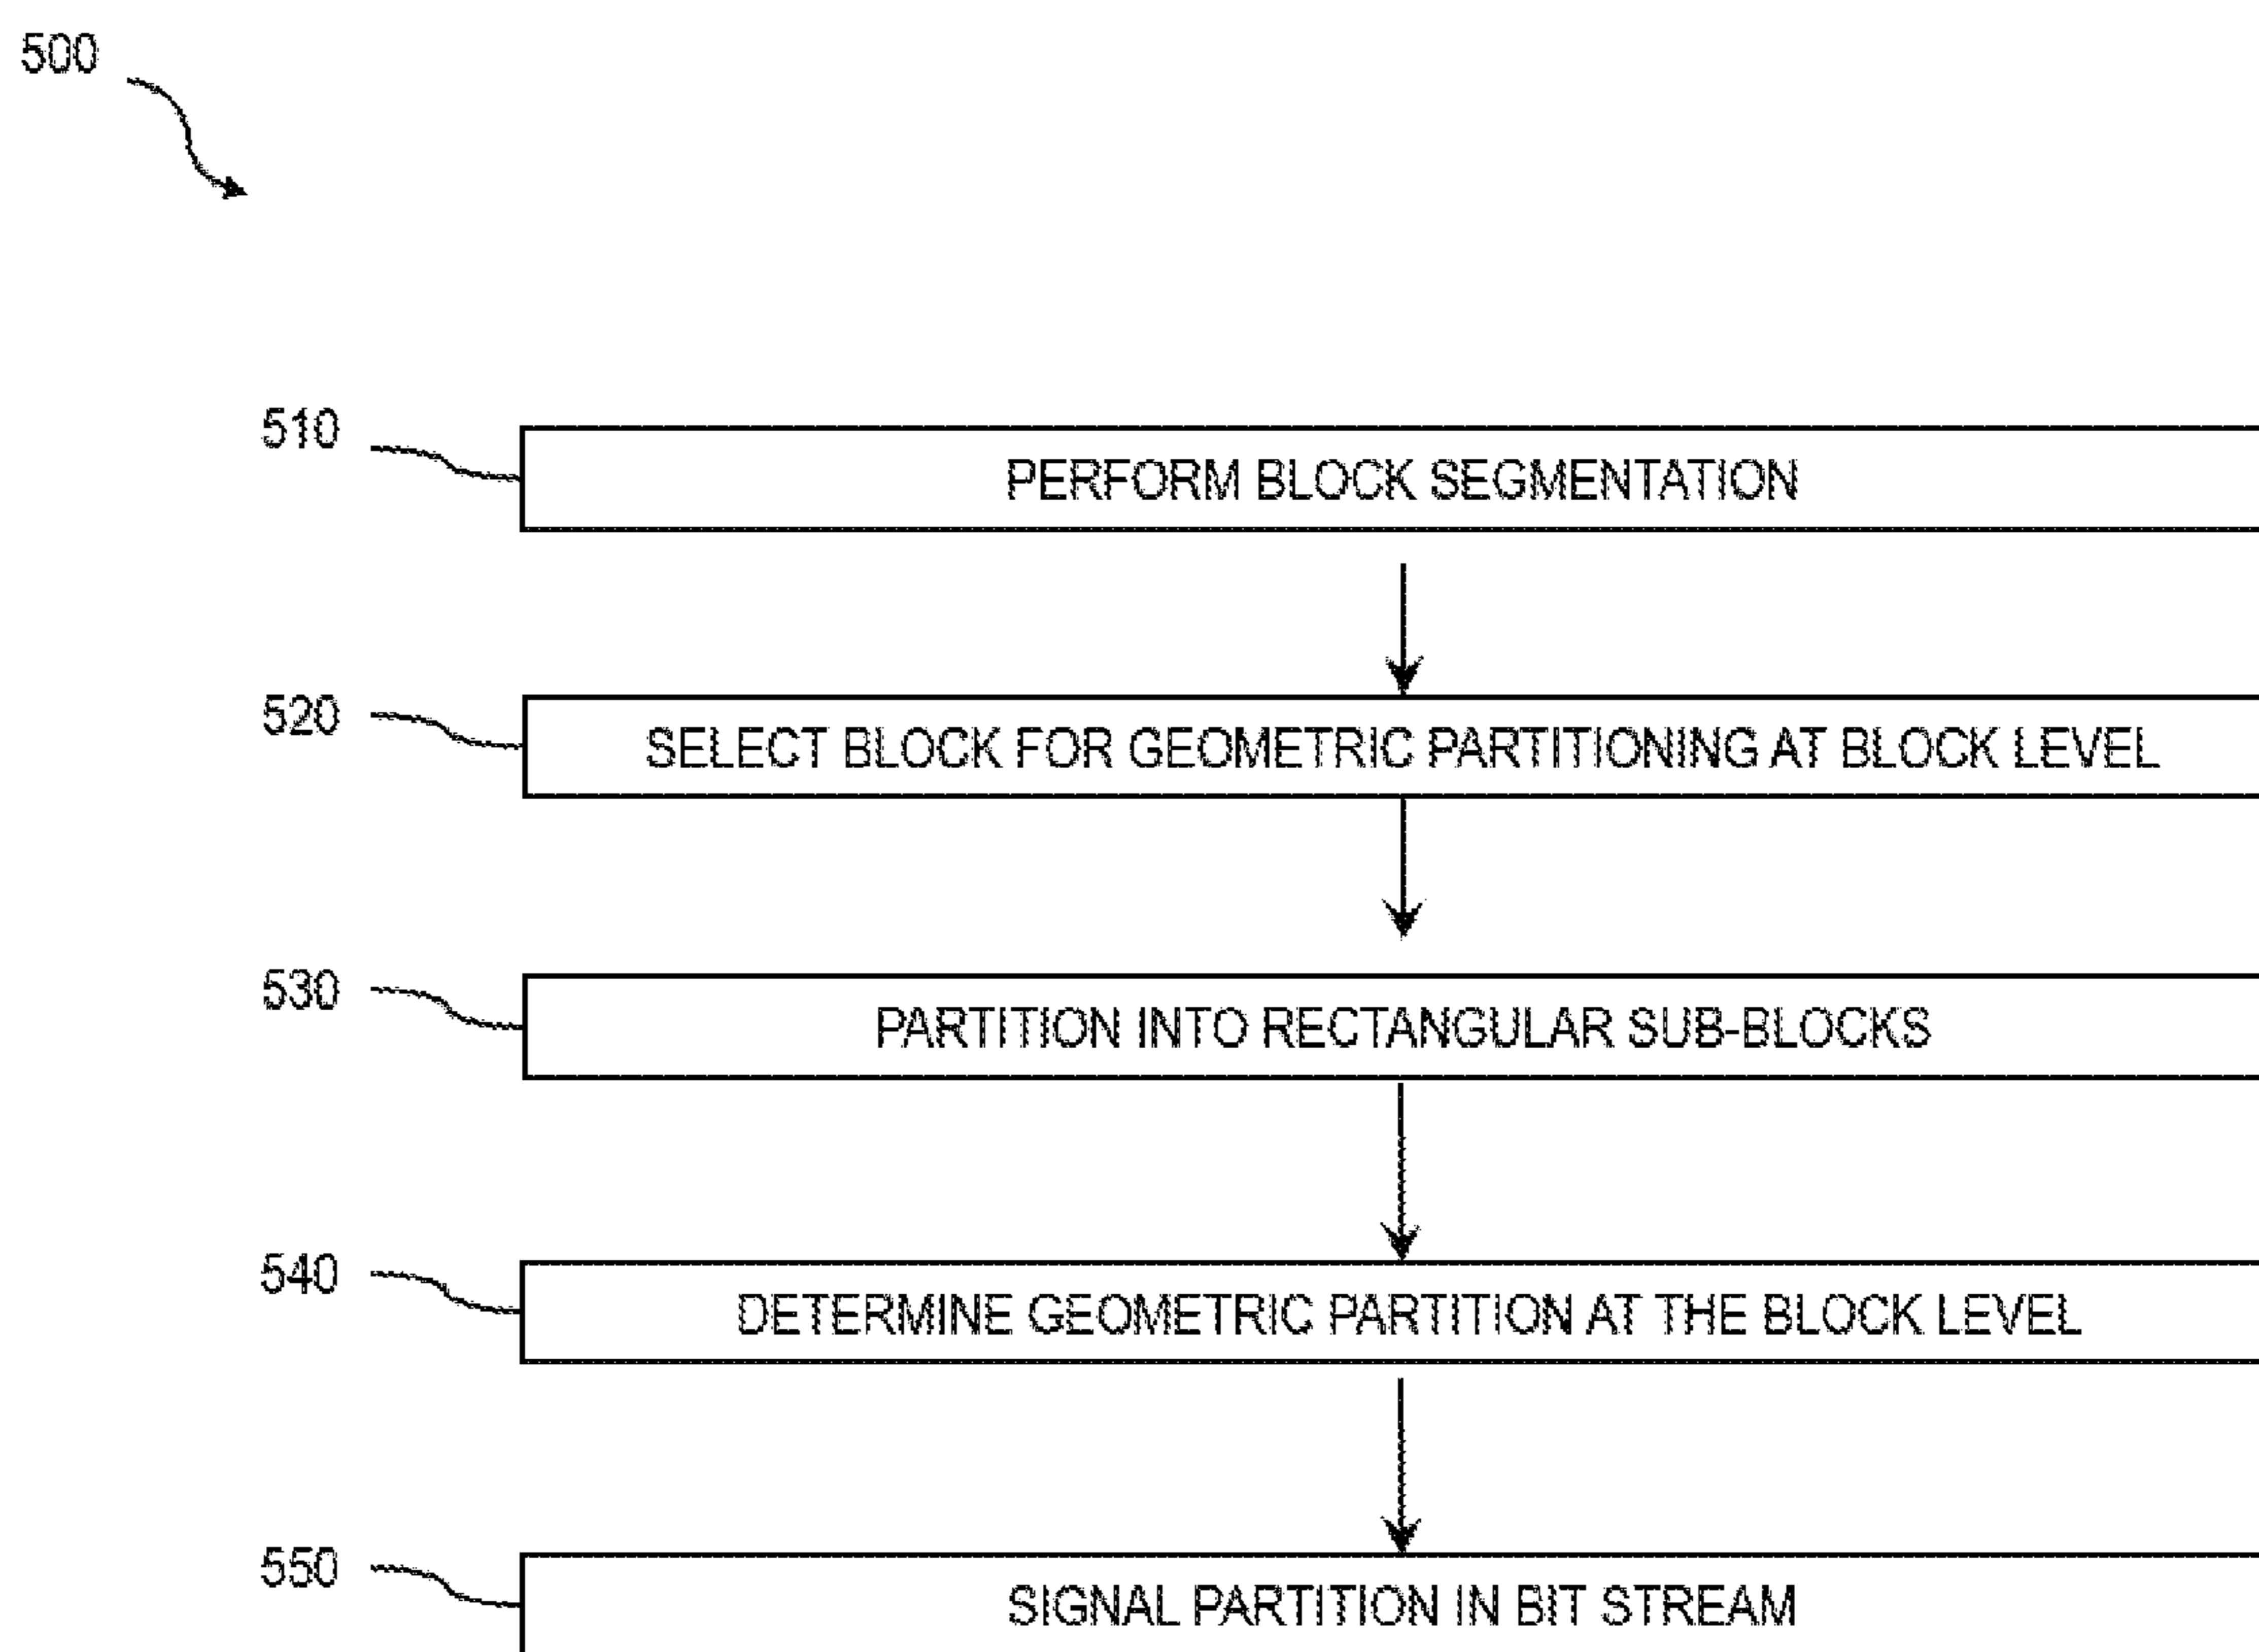 500
510
PERFORM BLOCK SEGMENTATION
520
SELECT BLOCK FOR GEOMETRIC PARTITIONING AT BLOCK LEVEL
530
PARTITION INTO RECTANGULAR SUB-BLOCKS
540
DETERMINE GEOMETRIC PARTITION AT THE BLOCK LEVEL
550
SIGNAL PARTITION IN BIT STREAM